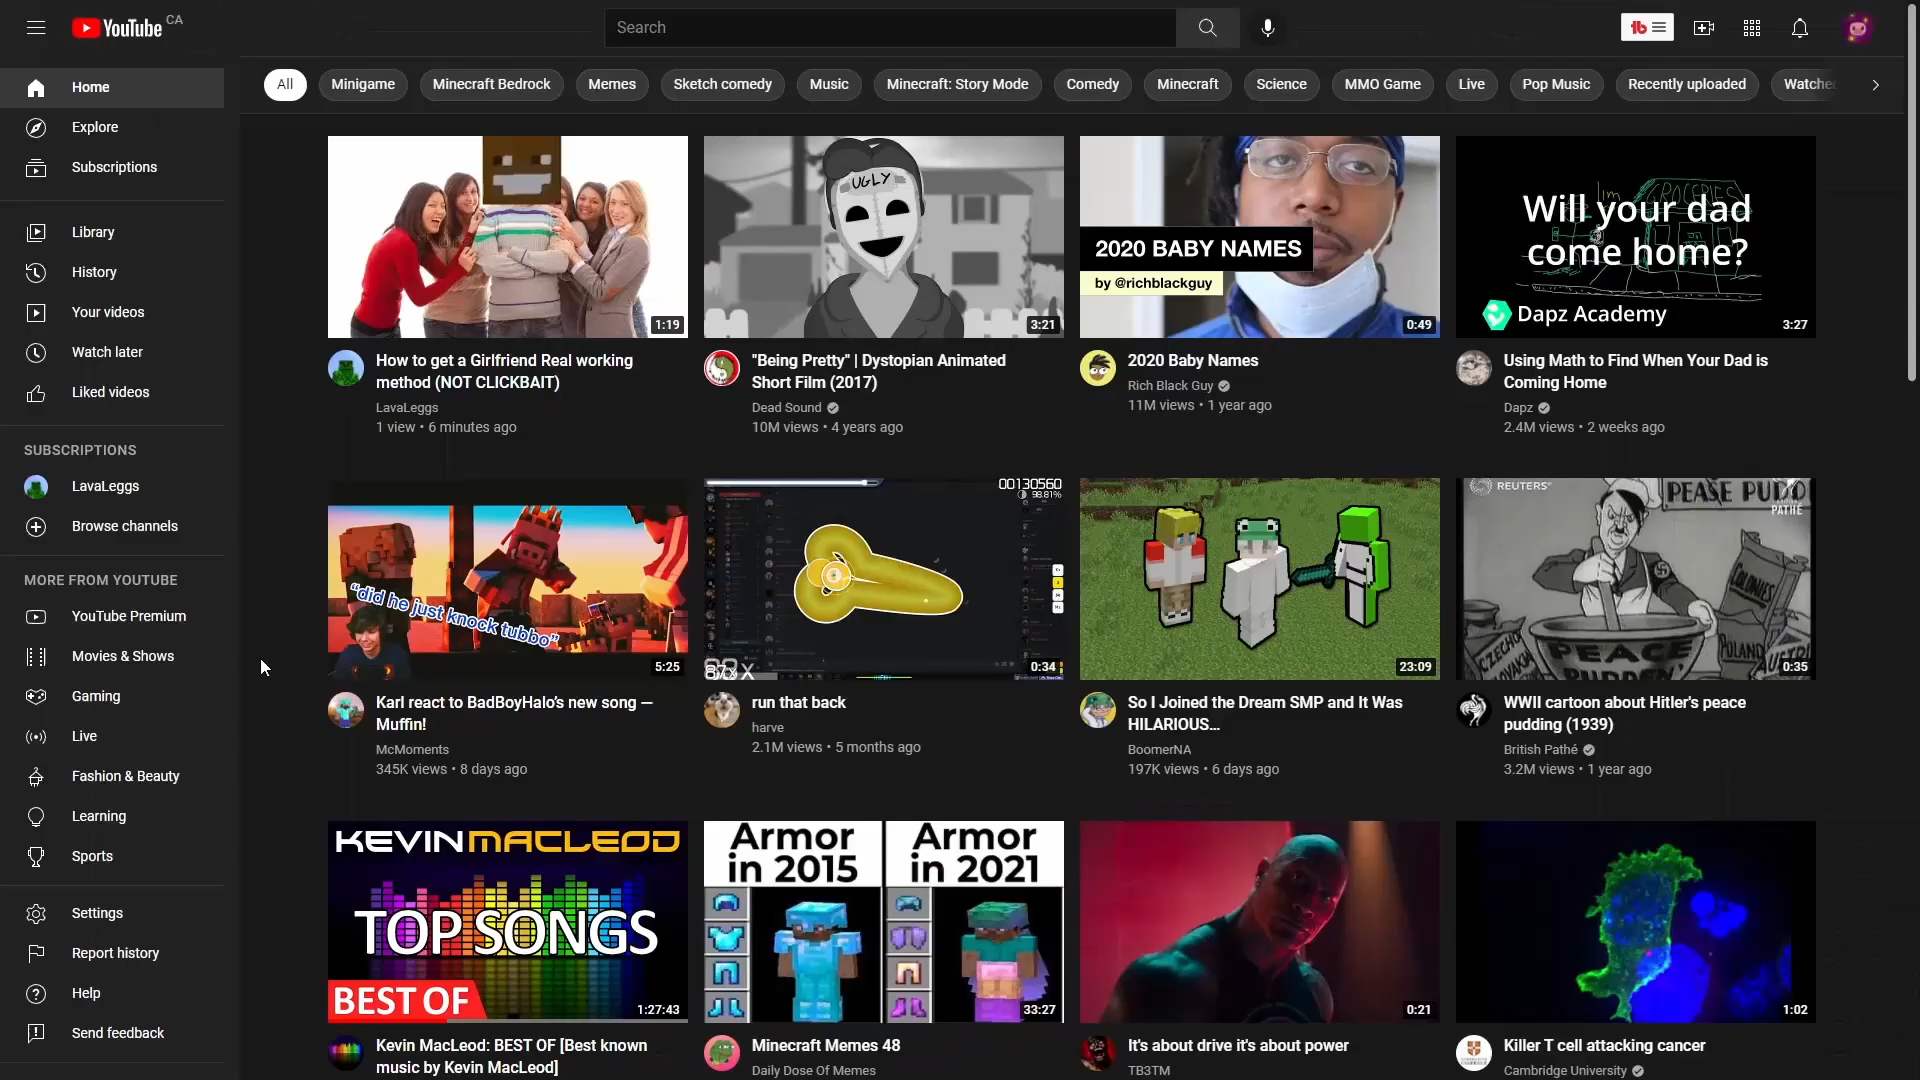 YouTube CA
Search
Home
Explore
Subscriptions
Library
History
Your videos
Watch later
Liked videos
SUBSCRIPTIONS
LavaLeggs
Browse channels
MORE FROM YOUTUBE
YouTube Premium
Movies & Shows
Gaming
Live
Fashion & Beauty
Learning
Sports
Settings
Report history
Help
Send feedback
All
Minigame
Minecraft Bedrock
Memes
Sketch comedy
Music
Minecraft: Story Mode
Comedy
Minecraft
Science
MMO Game
Live
Pop Music
Recently uploaded
1:19
How to get a Girlfriend Real working
method (NOT CLICKBAIT)
LavaLeggs
1 view • 6 minutes ago
UGLY
3:21
"Being Pretty" | Dystopian Animated
Short Film (2017)
Dead Sound
10M views • 4 years ago
2020 BABY NAMES
by @richblackguy
0:49
2020 Baby Names
Rich Black Guy
11M views • 1 year ago
GROCERIES
Will your dad
come home?
Dapz Academy
3:27
Using Math to Find When Your Dad is
Coming Home
Dapz
2.4M views • 2 weeks ago
"did he just knock tubbo"
5:25
Karl react to BadBoyHalo's new song —
Muffin!
McMoments
345K views • 8 days ago
00130560
98.81%
0:34
run that back
harve
2.1M views • 5 months ago
23:09
So I Joined the Dream SMP and It Was
HILARIOUS...
BoomerNA
197K views • 6 days ago
REUTERS
PEASE PUDD
PATHÉ
PEACE
PUDDING
POLAND
0:35
WWII cartoon about Hitler's peace
pudding (1939)
British Pathé
3.2M views • 1 year ago
KEVIN MACLEOD
TOP SONGS
BEST OF
1:27:43
Kevin MacLeod: BEST OF [Best known
music by Kevin MacLeod]
Armor
in 2015
Armor
in 2021
33:27
Minecraft Memes 48
Daily Dose Of Memes
0:21
It's about drive it's about power
TB3TM
1:02
Killer T cell attacking cancer
Cambridge University